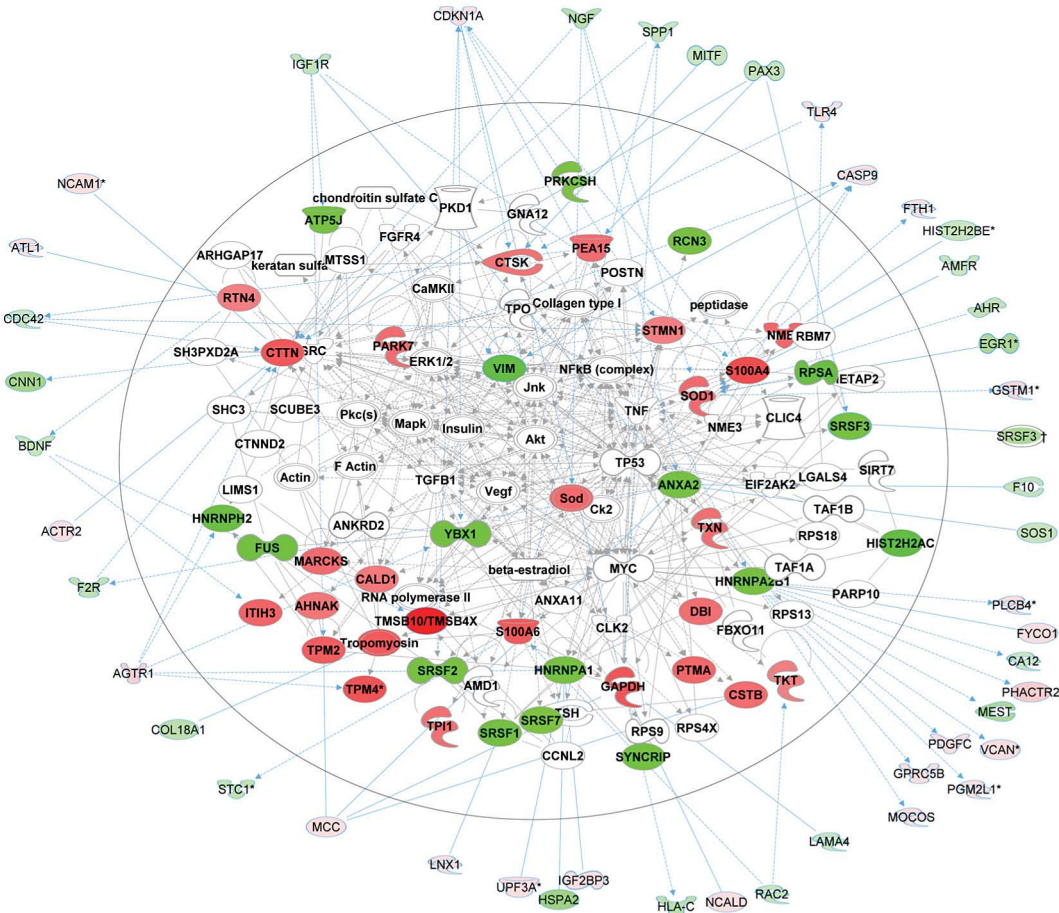 CDKN1A
NGF
SPP1
MITF
IGF1R
PAX3
TLR4
NCAM1*
PRKCSH
CASP9
chondroitin sulfate C
PKD1
FTH1
ATP5J
GNA12
HIST2H2BE*
FGFR4
RCN3
ATL1
PEA15
ARHGAP17
MTSS1
CTSK
AMFR
keratan sulfa
POSTN
CaMKII
RTN4
Collagen type I
peptidase
AHR
TPO
CDC42
STMN1
NME
RBM7
EGR1*
SH3PXD2A
CTTN
SRC
PARK7
ERK1/2
VIM
NFkB (complex)
S100A4
RPSA
METAP2
CNN1
Jnk
SOD1
GSTM1*
SHC3
SCUBE3
Pkc(s)
Mapk
Insulin
TNF
NME3
CLIC4
SRSF3
SRSF3 †
BDNF
CTNND2
Akt
TP53
Actin
F Actin
TGFB1
SIRT7
LIMS1
Vegf
Sod
ANXA2
EIF2AK2
LGALS4
F10
HNRNPH2
ANKRD2
YBX1
Ck2
TXN
TAF1B
ACTR2
RPS18
SOS1
FUS
HIST2H2AC
MARCKS
CALD1
beta-estradiol
MYC
TAF1A
HNRNPA2B1
F2R
RNA polymerase II
ANXA11
PARP10
ITIH3
AHNAK
PLCB4*
TMSB10/TMSB4X
DBI
RPS13
S100A6
CLK2
FBXO11
FYCO1
Tropomyosin
TPM2
CA12
AGTR1
SRSF2
HNRNPA1
PTMA
TPM4*
AMD1
GAPDH
TKT
CSTB
PHACTR2
MEST
COL18A1
TPI1
SRSF7
TSH
SRSF1
RPS9
RPS4X
PDGFC
VCAN*
CCNL2
SYNCRIP
GPRC5B
STC1*
PGM2L1*
MOCOS
MCC
LAMA4
LNX1
UPF3A*
IGF2BP3
RAC2
HSPA2
HLA-C
NCALD